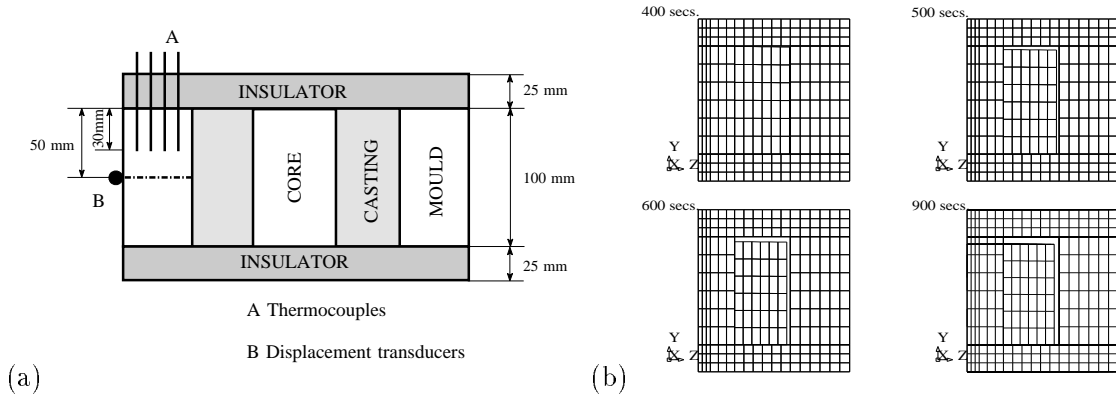 A
INSULATOR
25 mm
50 mm
30mm
CORE
CASTING
MOULD
100 mm
B
INSULATOR
25 mm
A Thermocouples
B Displacement transducers
(a)
400 secs.
Y
X Z
500 secs.
Y
X Z
600 secs.
Y
X Z
900 secs.
Y
X Z
(b)